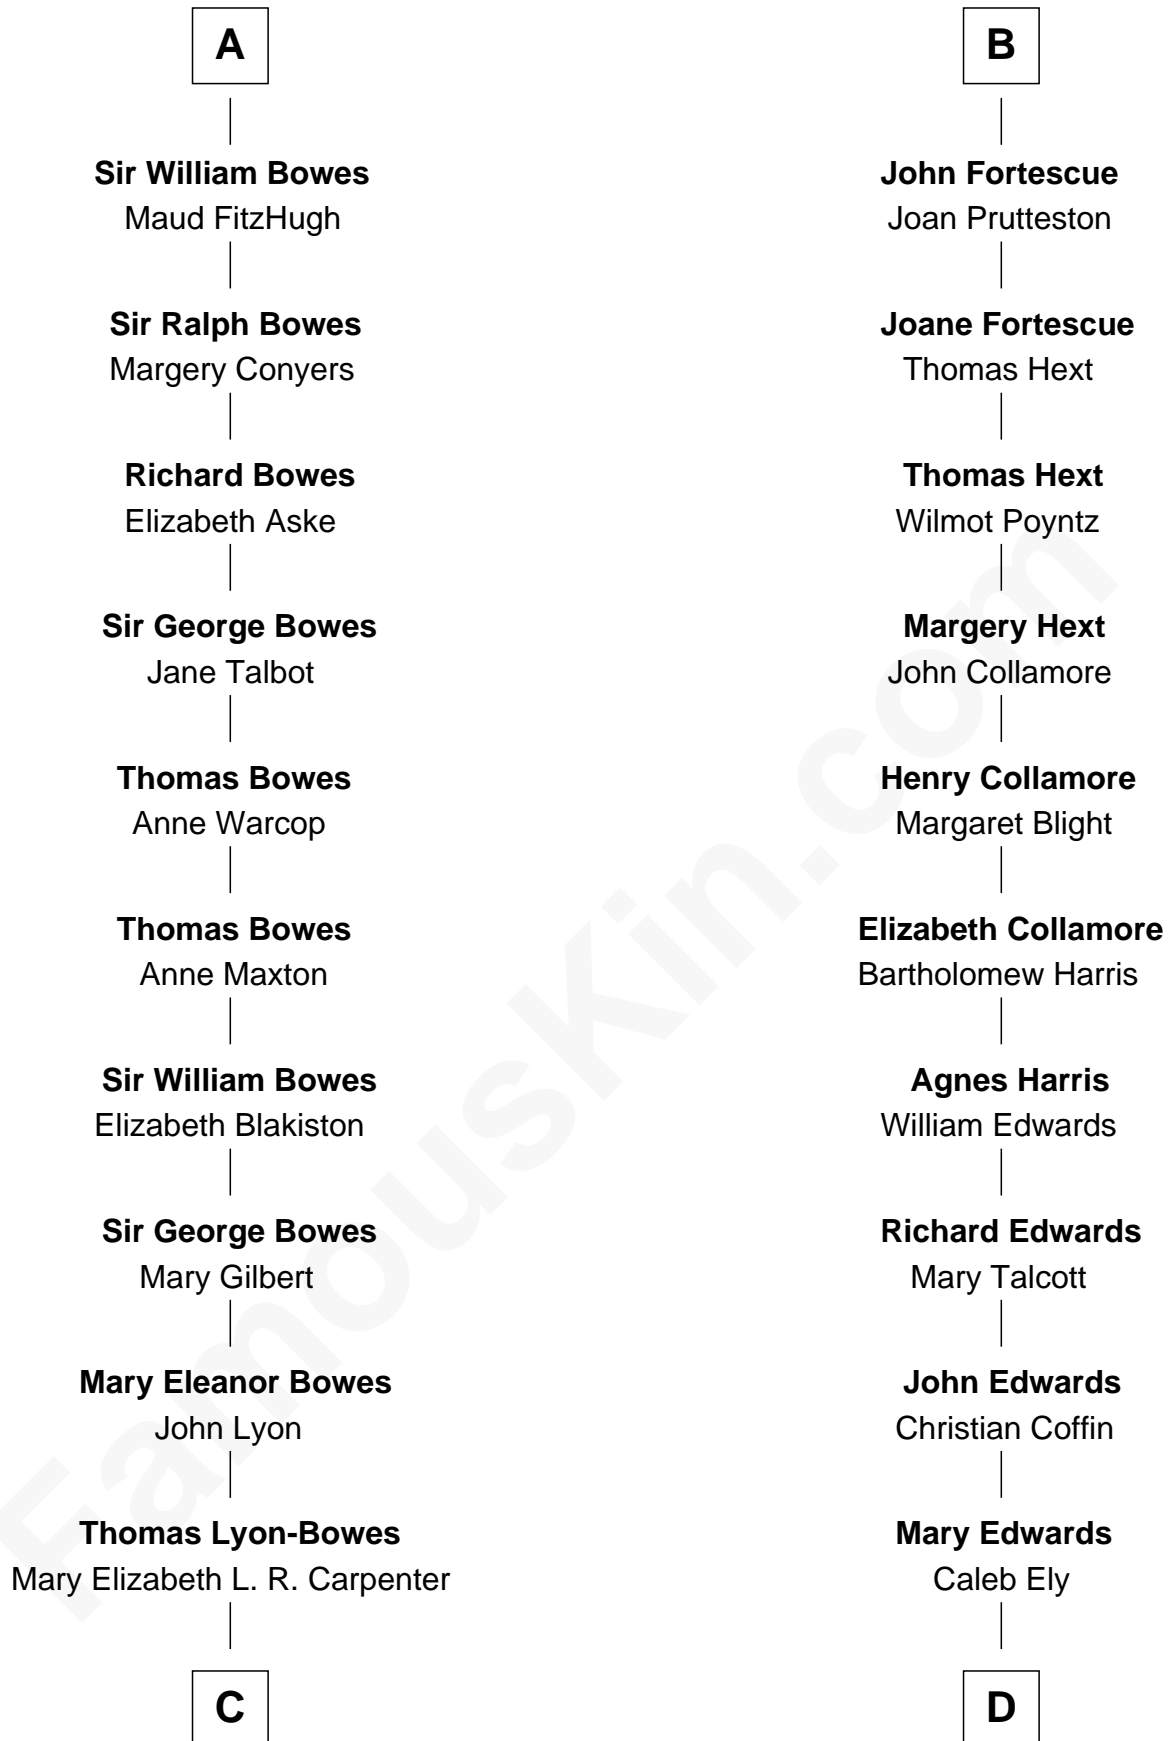 A
Sir William Bowes
Maud FitzHugh
Sir Ralph Bowes
Margery Conyers
Richard Bowes
Elizabeth Aske
Sir George Bowes
Jane Talbot
Thomas Bowes
Anne Warcop
Thomas Bowes
Anne Maxton
Sir William Bowes
Elizabeth Blakiston
Sir George Bowes
Mary Gilbert
Mary Eleanor Bowes
John Lyon
Thomas Lyon-Bowes
Mary Elizabeth L. R. Carpenter
C
B
John Fortescue
Joan Prutteston
Joane Fortescue
Thomas Hext
Thomas Hext
Wilmot Poyntz
Margery Hext
John Collamore
Henry Collamore
Margaret Blight
Elizabeth Collamore
Bartholomew Harris
Agnes Harris
William Edwards
Richard Edwards
Mary Talcott
John Edwards
Christian Coffin
Mary Edwards
Caleb Ely
D
FamousKin.com